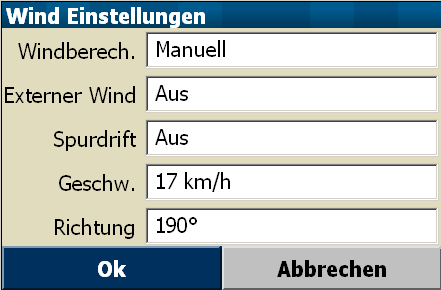 Wind Einstellungen
Windberech. Manuell
Externer Wind Aus
Spurdrift Aus
Geschw. 17 km/h
Richtung 190°
Ok Abbrechen